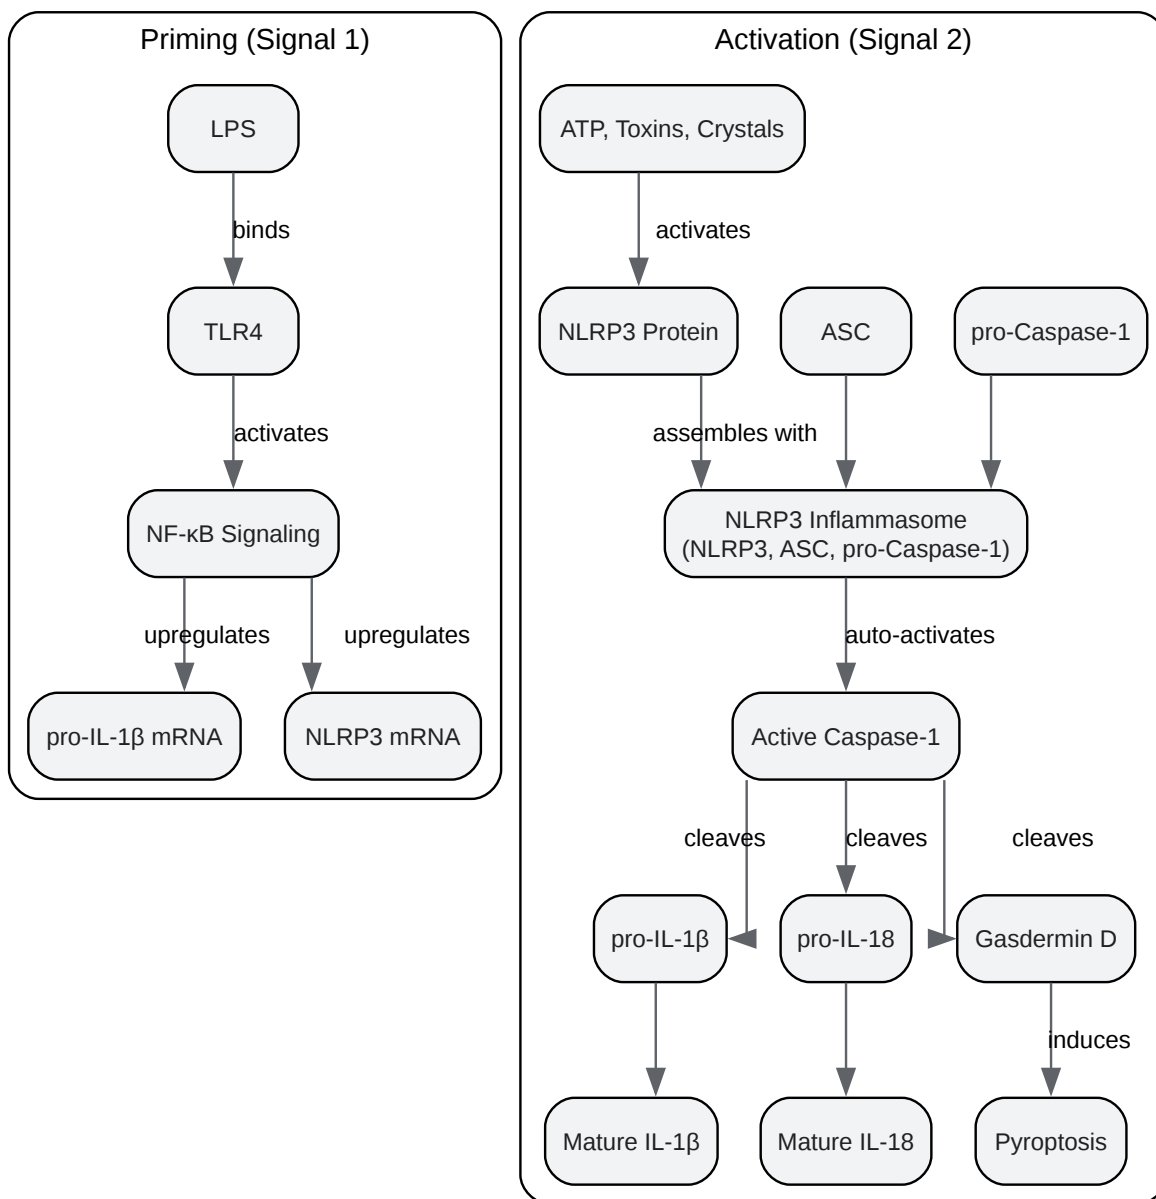 Priming (Signal 1)
LPS
binds
TLR4
activates
NF-κB Signaling
upregulates
upregulates
pro-IL-1β mRNA
NLRP3 mRNA
Activation (Signal 2)
ATP, Toxins, Crystals
activates
NLRP3 Protein
ASC
pro-Caspase-1
assembles with
NLRP3 Inflammasome
(NLRP3, ASC, pro-Caspase-1)
auto-activates
Active Caspase-1
cleaves
cleaves
cleaves
pro-IL-1β
pro-IL-18
Gasdermin D
induces
Mature IL-1β
Mature IL-18
Pyroptosis